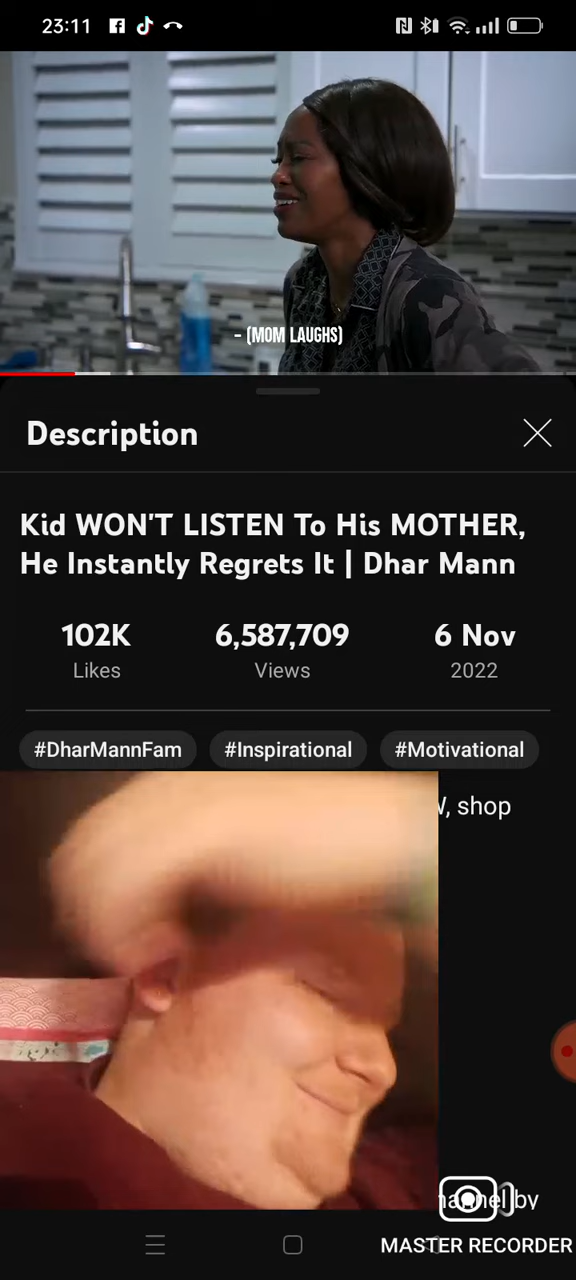 23:11
- (MOM LAUGHS)
Description
Kid WON'T LISTEN To His MOTHER,
He Instantly Regrets It | Dhar Mann
102K 6,587,709 6 Nov
Likes Views 2022
#DharMannFam #Inspirational #Motivational
, shop
by
MASTER RECORDER